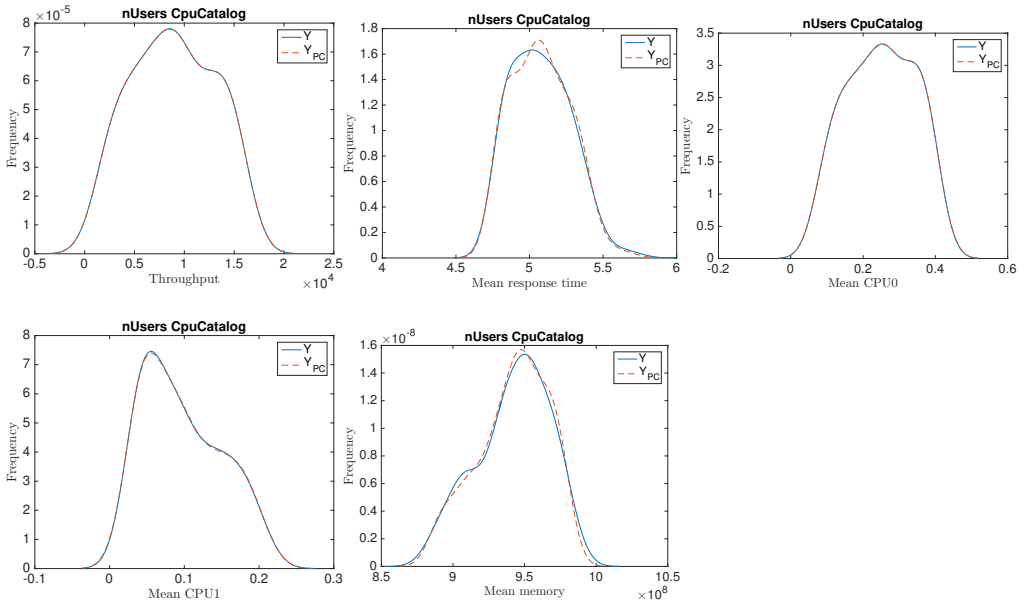 nUsers CpuCatalog
×10-5
8
7
6
5
4
3
2
1
0
Frequency
-0.5 0 0.5 1 1.5 2 2.5
Throughput
×104
Y
YPC
nUsers CpuCatalog
1.8
1.6
1.4
1.2
1
0.8
0.6
0.4
0.2
0
Frequency
4 4.5 5 5.5 6
Mean response time
Y
YPC
nUsers CpuCatalog
3.5
3
2.5
2
1.5
1
0.5
0
Frequency
-0.2 0 0.2 0.4 0.6
Mean CPU0
Y
YPC
nUsers CpuCatalog
8
7
6
5
4
3
2
1
0
Frequency
-0.1 0 0.1 0.2 0.3
Mean CPU1
Y
YPC
nUsers CpuCatalog
×10-8
1.6
1.4
1.2
1
0.8
0.6
0.4
0.2
0
Frequency
8.5 9 9.5 10 10.5
Mean memory
×108
Y
YPC